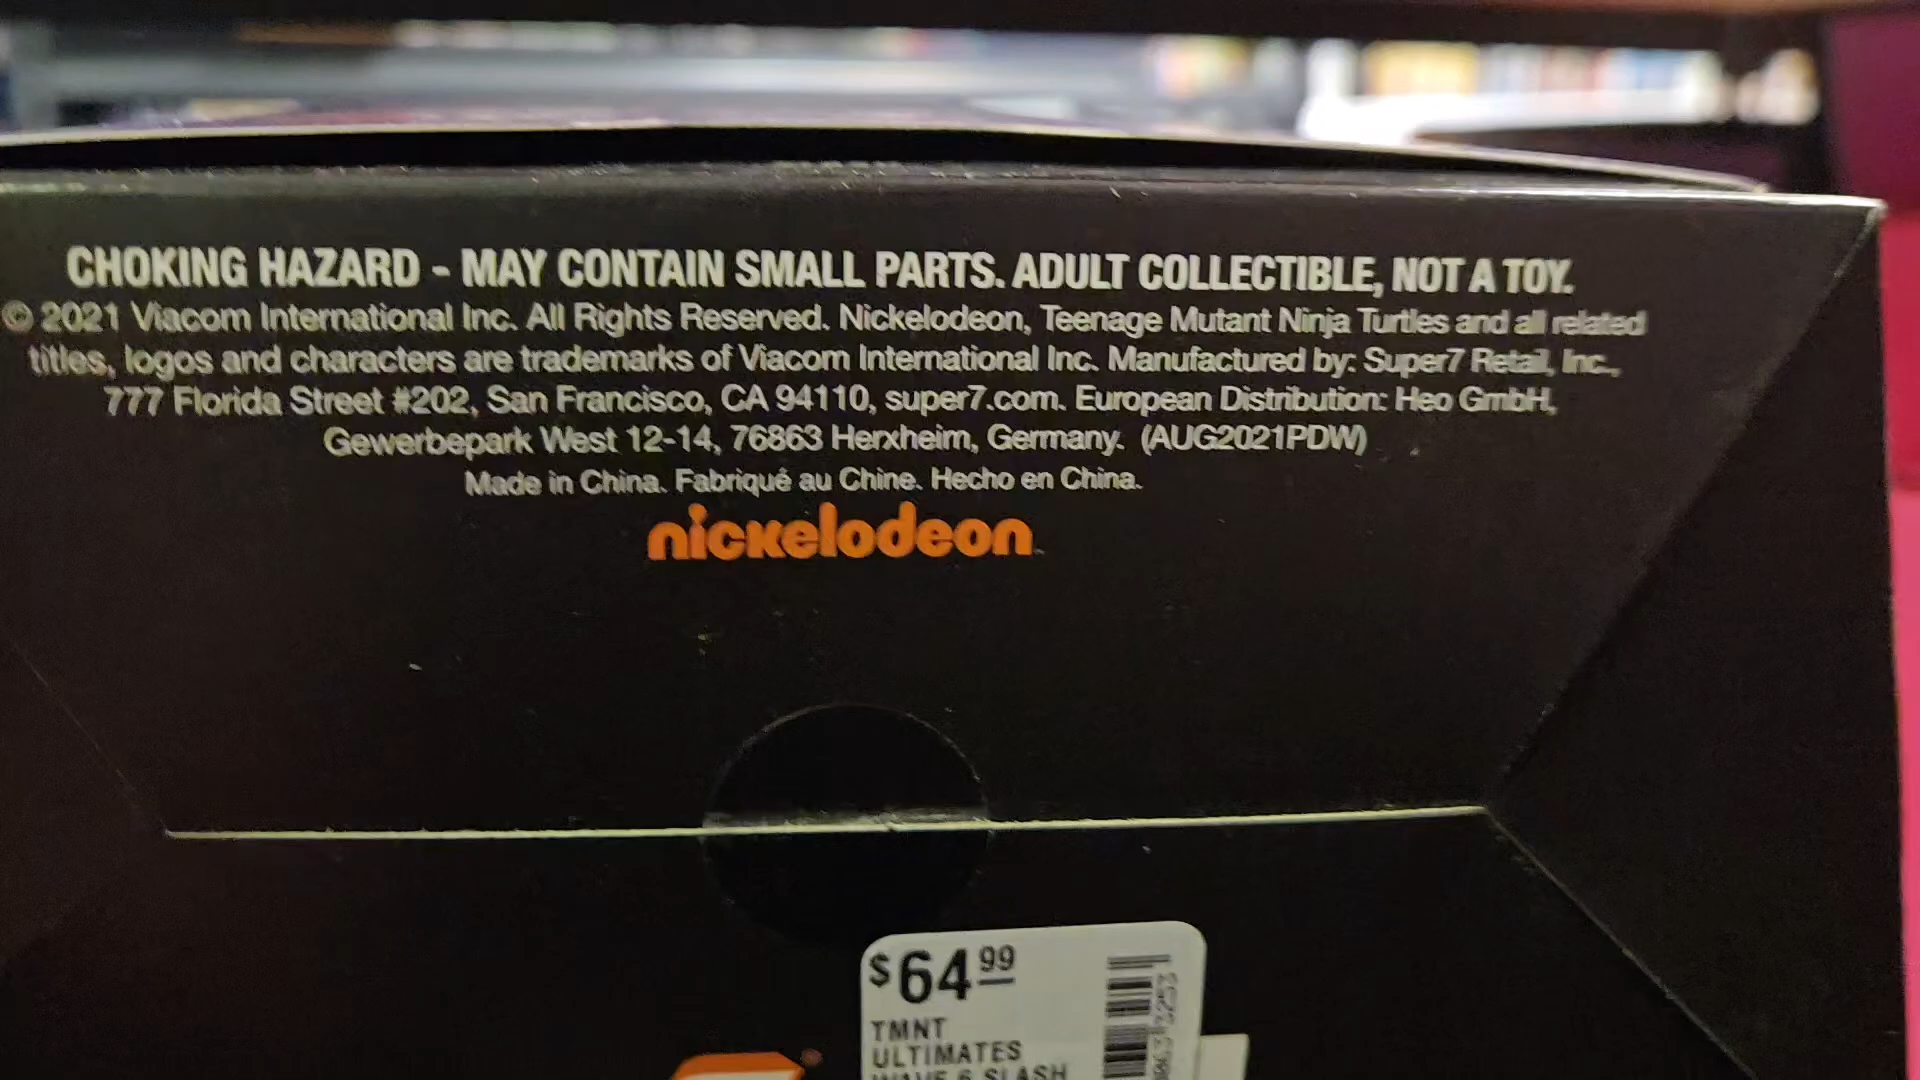 CHOKING HAZARD - MAY CONTAIN SMALL PARTS. ADULT COLLECTIBLE, NOT A TOY.
© 2021 Viacom International Inc. All Rights Reserved. Nickelodeon, Teenage Mutant Ninja Turtles and all related
titles, logos and characters are trademarks of Viacom International Inc. Manufactured by: Super7 Retail, Inc.,
777 Florida Street #202, San Francisco, CA 94110, super7.com. European Distribution: Heo GmbH,
Gewerbepark West 12-14, 76863 Herxheim, Germany. (AUG2021PDW)
Made in China. Fabriqué au Chine. Hecho en China.
nickelodeon
$64.99
TMNT
ULTIMATES
WAVE 6 SLASH